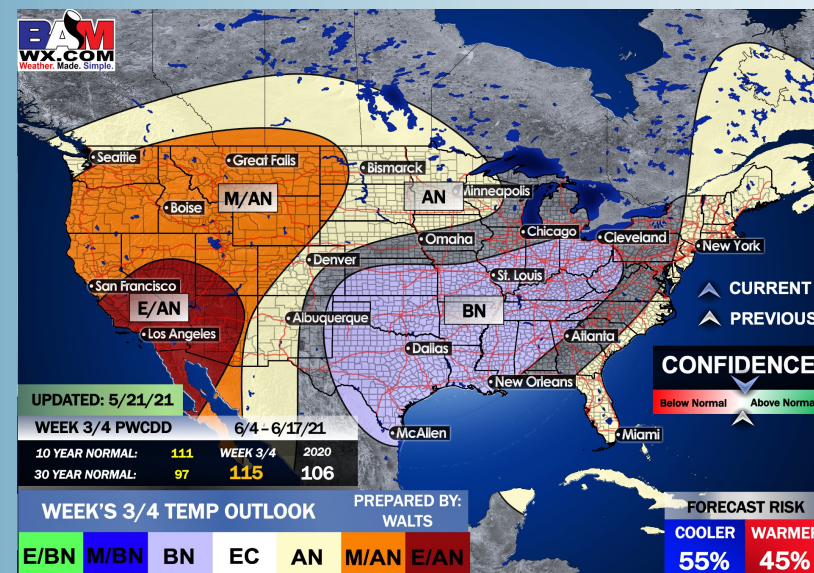 BAM
WX.COM
Weather. Made. Simple.
Seattle
Great Falls
Bismarck
M/AN
AN
Minneapolis
Boise
Omaha
Chicago
Cleveland
New York
Denver
San Francisco
St. Louis
CURRENT
E/AN
BN
PREVIOUS
Albuquerque
Los Angeles
Atlanta
Dallas
CONFIDENCE
New Orleans
Below Normal
Above Norma
McAllen
Miami
UPDATED: 5/21/21
WEEK 3/4 PWCDD 6/4 - 6/17/21
10 YEAR NORMAL: 111 WEEK 3/4 2020
30 YEAR NORMAL: 97 115 106
WEEK'S 3/4 TEMP OUTLOOK
PREPARED BY:
WALTS
E/BN M/BN BN EC AN M/AN E/AN
FORECAST RISK
COOLER WARMER
55% 45%